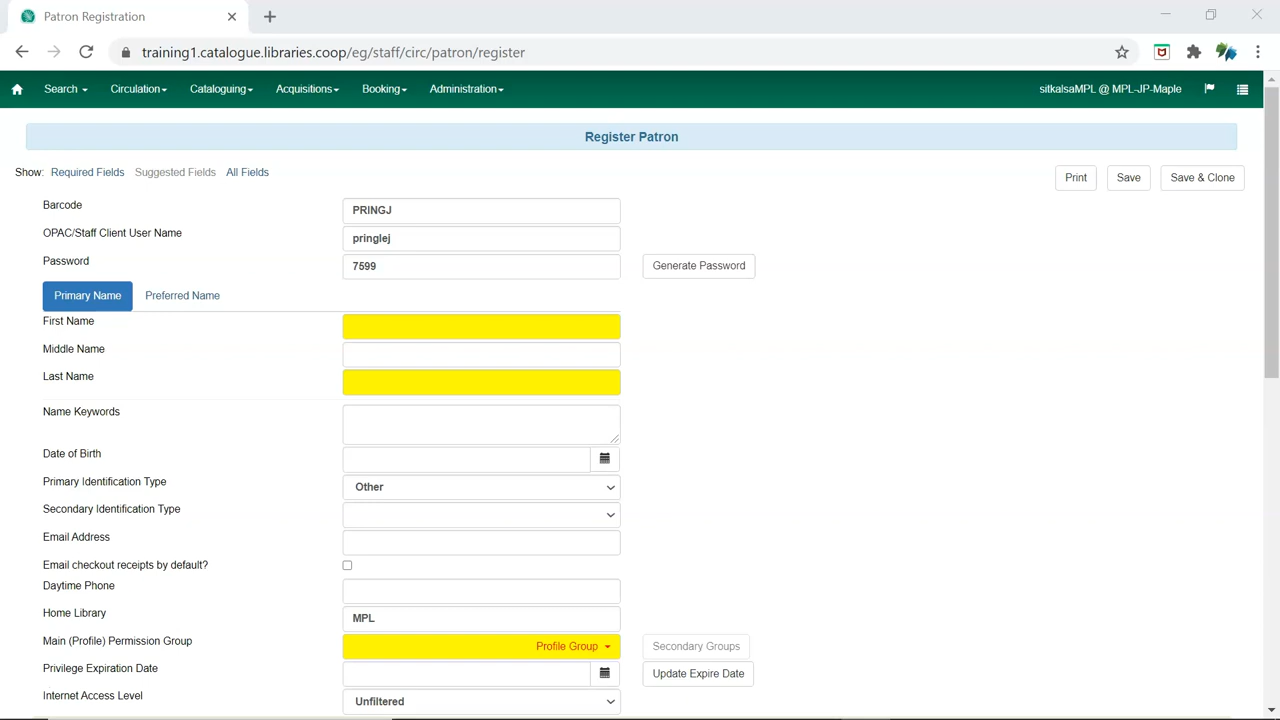 Patron Registration
training1.catalogue.libraries.coop/eg/staff/circ/patron/register
Search Circulation Cataloguing Acquisitions Booking Administration sitkalsaMPL @ MPL-JP-Maple
Register Patron
Show: Required Fields Suggested Fields All Fields Print Save Save & Clone
Barcode PRINGJ
OPAC/Staff Client User Name pringlej
Password 7599 Generate Password
Primary Name Preferred Name
First Name
Middle Name
Last Name
Name Keywords
Date of Birth
Primary Identification Type Other
Secondary Identification Type
Email Address
Email checkout receipts by default?
Daytime Phone
Home Library MPL
Main (Profile) Permission Group Profile Group Secondary Groups
Privilege Expiration Date Update Expire Date
Internet Access Level Unfiltered